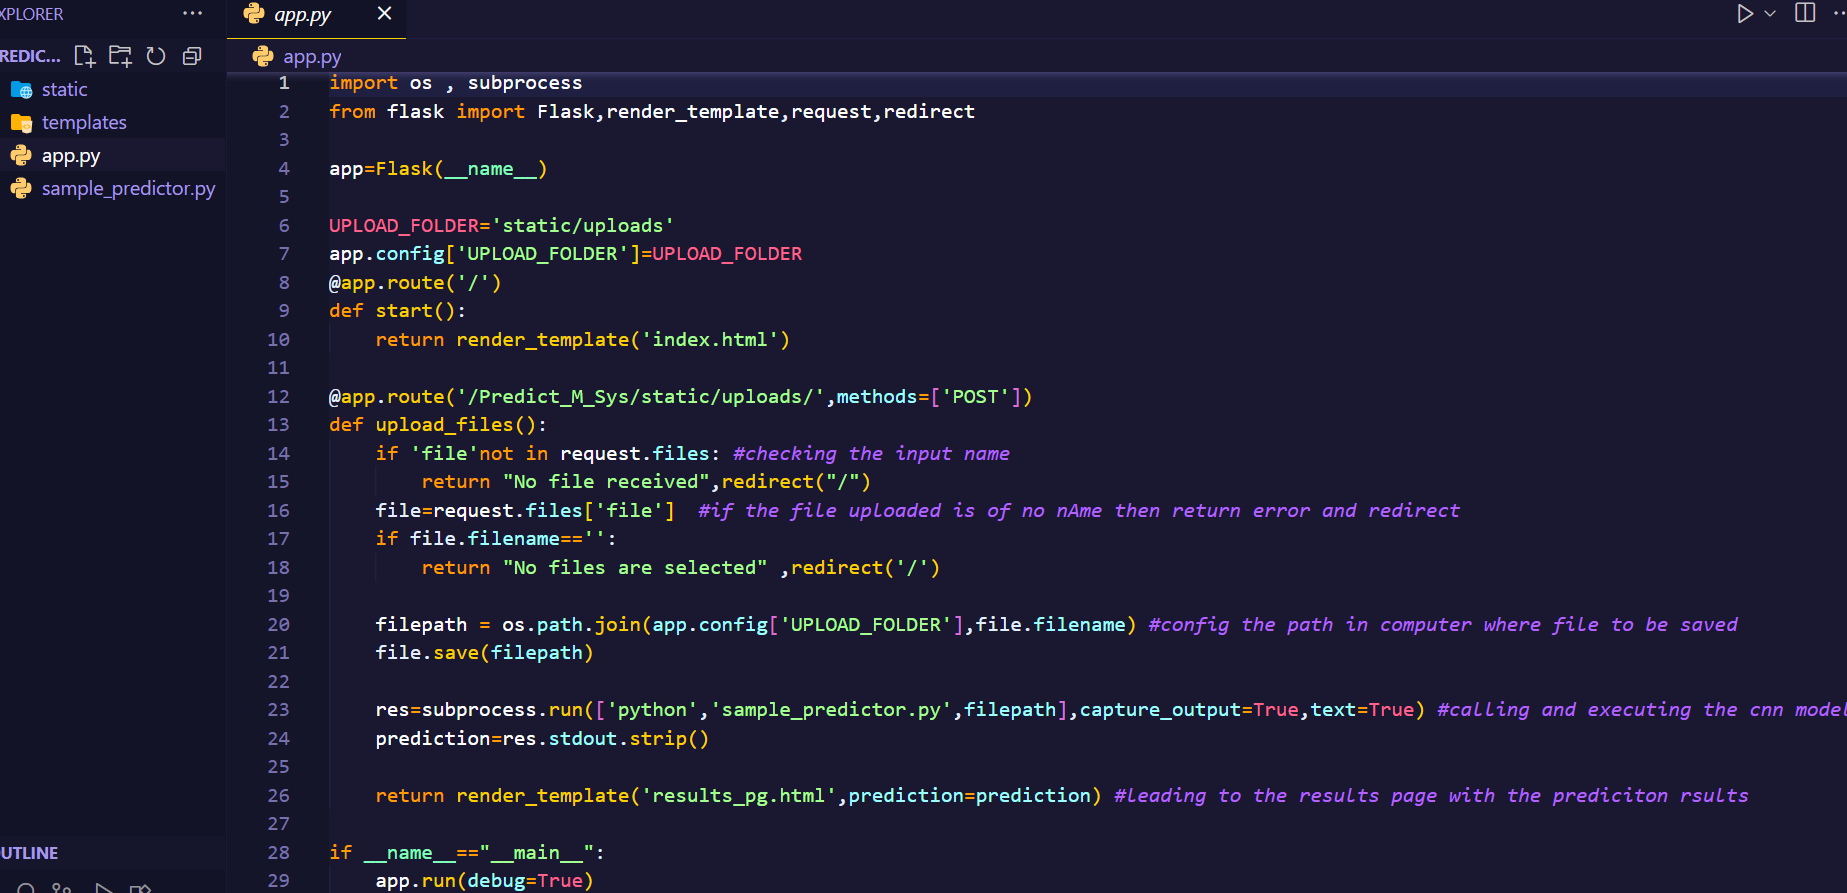 XPLORER
app.py
REDIC...
app.py
static
templates
app.py
sample_predictor.py
1 import os , subprocess
2 from flask import Flask,render_template,request,redirect
3
4 app=Flask(__name__)
5
6 UPLOAD_FOLDER='static/uploads'
7 app.config['UPLOAD_FOLDER']=UPLOAD_FOLDER
8 @app.route('/')
9 def start():
10     return render_template('index.html')
11
12 @app.route('/Predict_M_Sys/static/uploads/',methods=['POST'])
13 def upload_files():
14     if 'file'not in request.files: #checking the input name
15         return "No file received",redirect("/")
16     file=request.files['file']  #if the file uploaded is of no nAme then return error and redirect
17     if file.filename=='':
18         return "No files are selected" ,redirect('/')
19
20     filepath = os.path.join(app.config['UPLOAD_FOLDER'],file.filename) #config the path in computer where file to be saved
21     file.save(filepath)
22
23     res=subprocess.run(['python','sample_predictor.py',filepath],capture_output=True,text=True) #calling and executing the cnn model
24     prediction=res.stdout.strip()
25
26     return render_template('results_pg.html',prediction=prediction) #leading to the results page with the prediciton rsults
27
28 if __name__=="__main__":
29     app.run(debug=True)
UTLINE